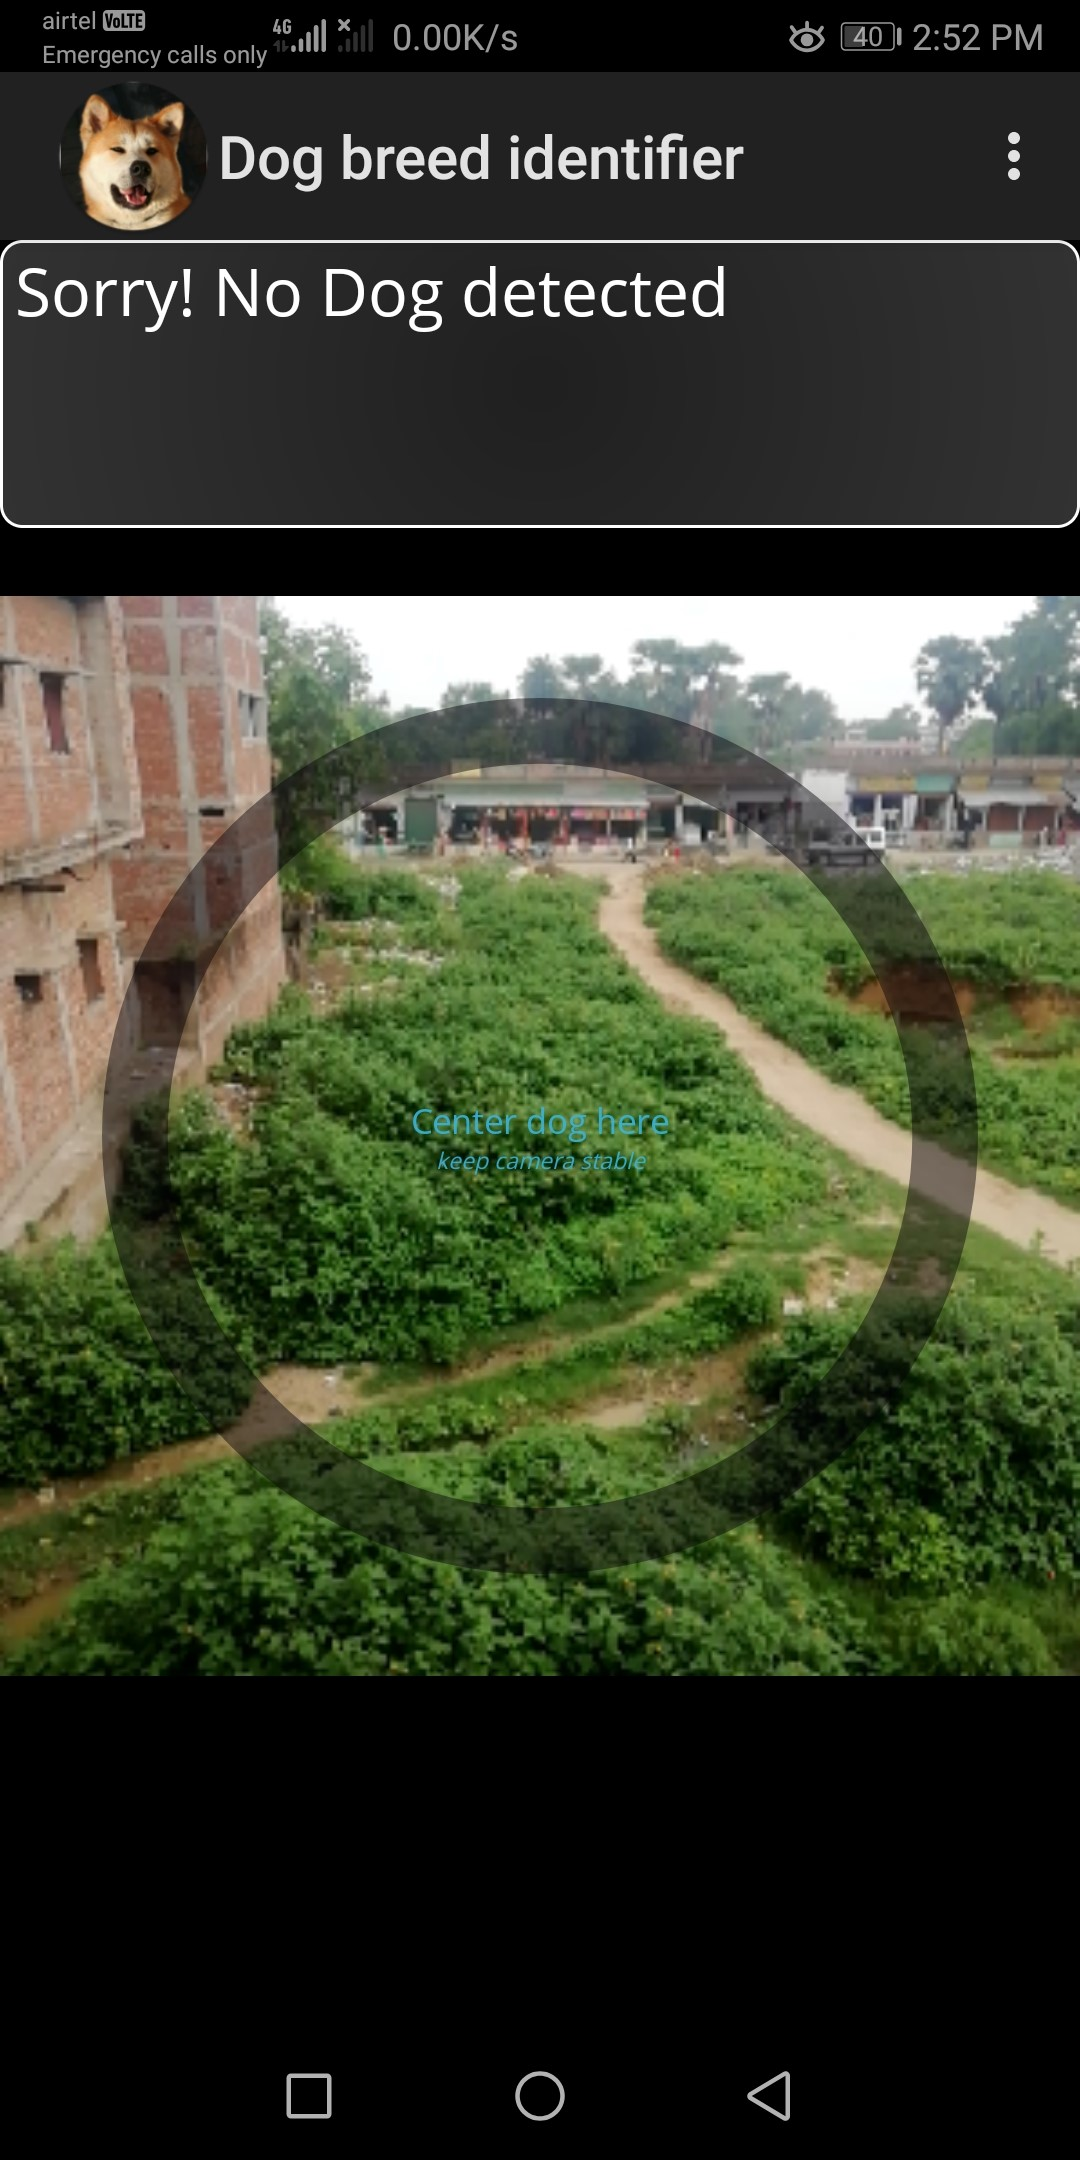 airtel VoLTE
Emergency calls only
4G
0.00K/s
40
2:52 PM
Dog breed identifier
Sorry! No Dog detected
Center dog here
keep camera stable